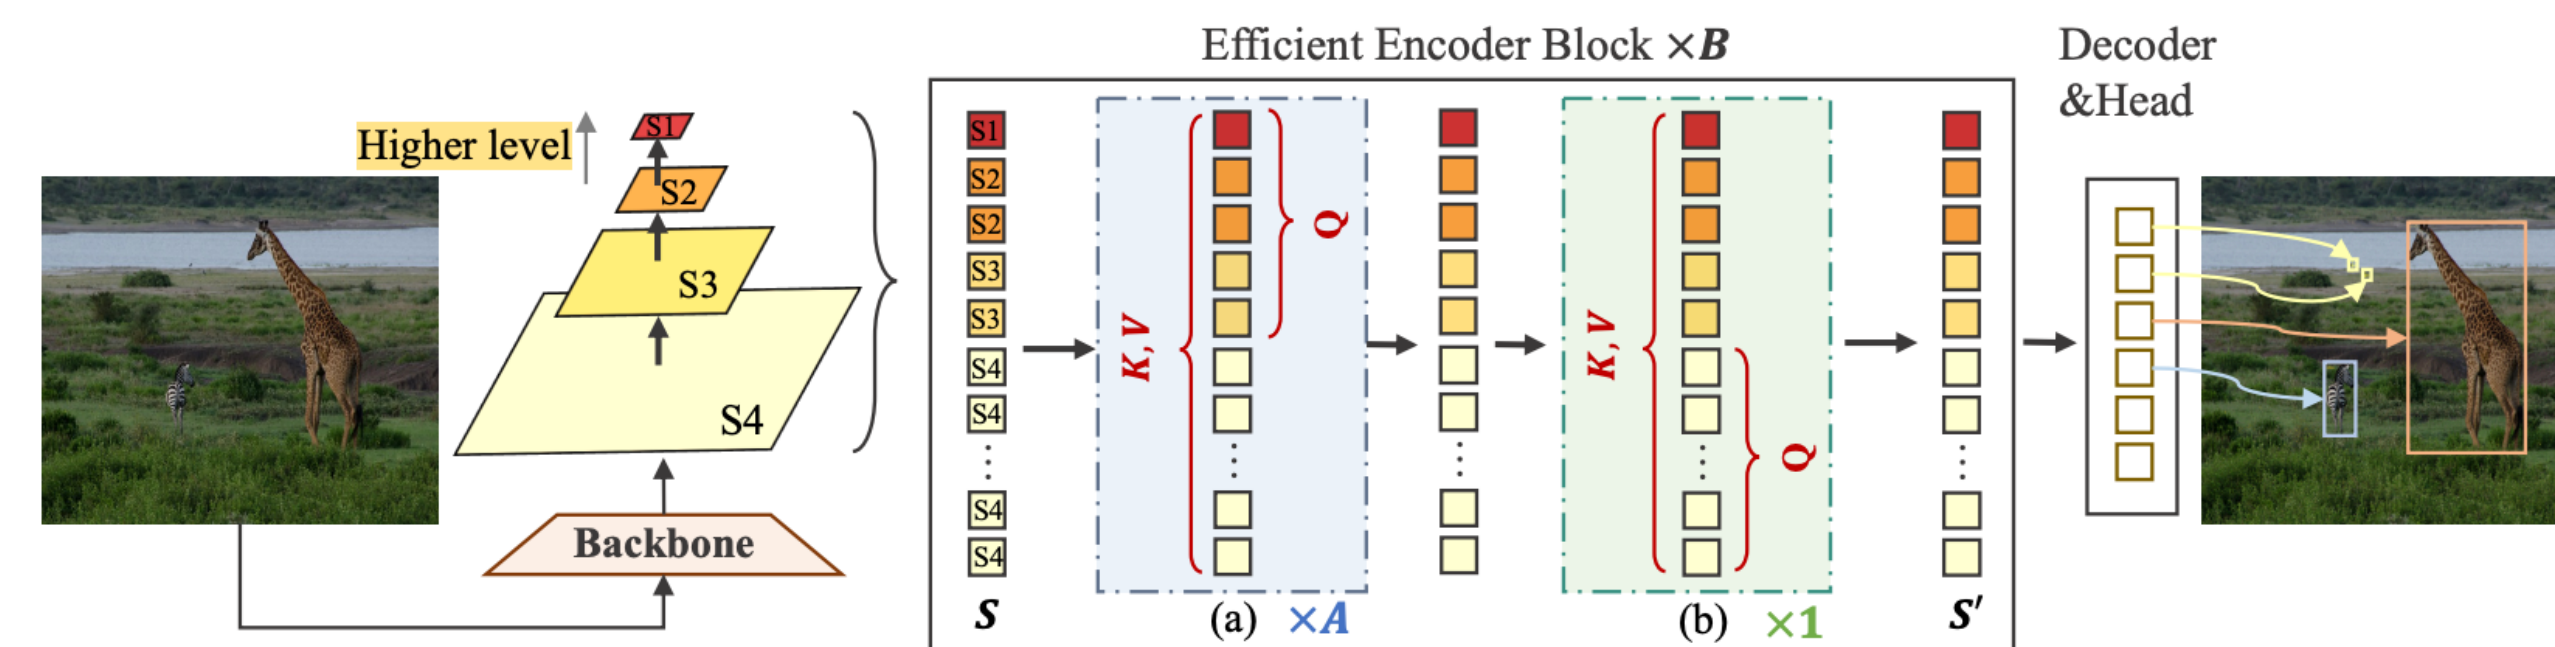 Efficient Encoder Block ×B
Decoder
&Head
Higher level
S1
S2
S3
S4
Backbone
S1
S2
S2
S3
S3
S4
S4
S4
S4
S
K, V
Q
(a) ×A
K, V
Q
(b) ×1
S′